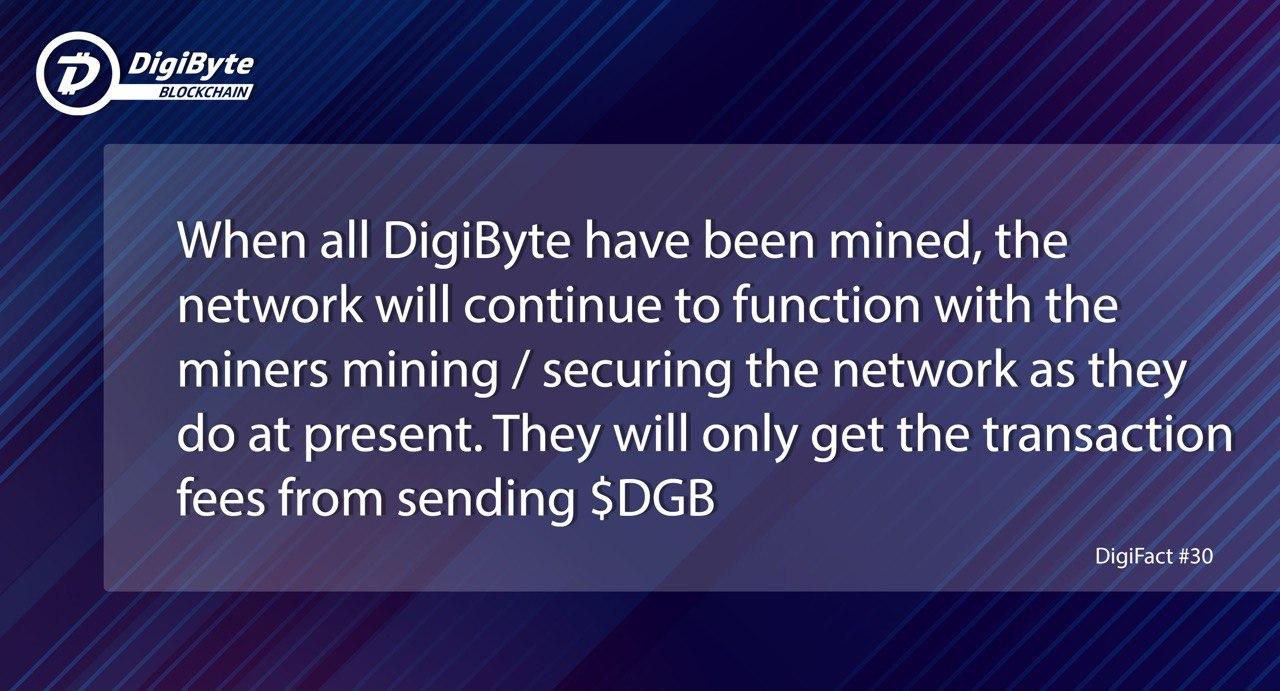 DigiByte
BLOCKCHAIN
When all DigiByte have been mined, the
network will continue to function with the
miners mining / securing the network as they
do at present. They will only get the transaction
fees from sending $DGB
DigiFact #30